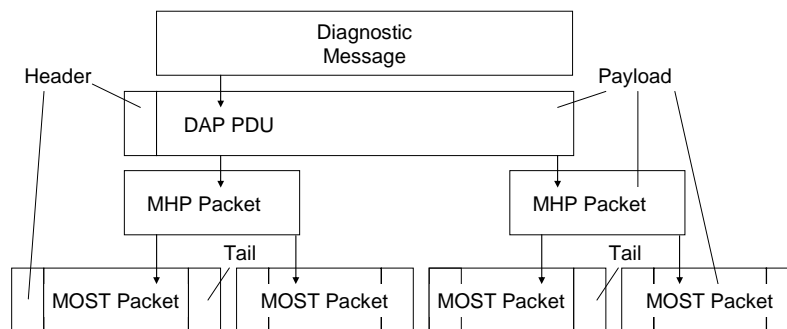 Diagnostic
Message
Header
Payload
DAP PDU
MHP Packet
MHP Packet
Tail
Tail
MOST Packet
MOST Packet
MOST Packet
MOST Packet